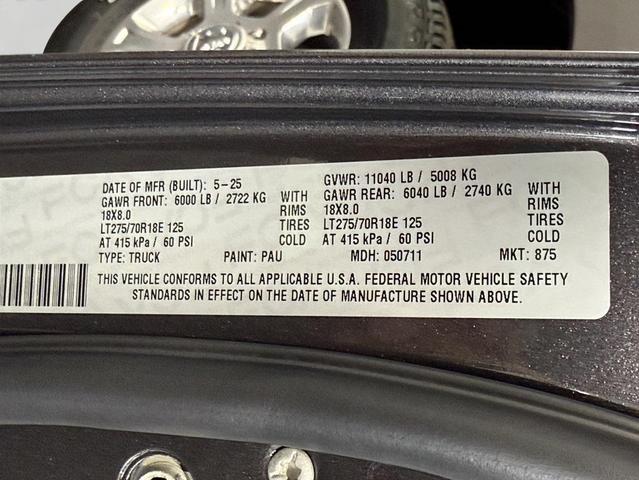 DATE OF MFR (BUILT): 5-25 GVWR: 11040 LB / 5008 KG
GAWR FRONT: 6000 LB / 2722 KG WITH GAWR REAR: 6040 LB / 2740 KG WITH
18X8.0 RIMS 18X8.0 RIMS
LT275/70R18E 125 TIRES LT275/70R18E 125 TIRES
AT 415 kPa / 60 PSI COLD AT 415 kPa / 60 PSI COLD
TYPE: TRUCK PAINT: PAU MDH: 050711 MKT: 875
THIS VEHICLE CONFORMS TO ALL APPLICABLE U.S.A. FEDERAL MOTOR VEHICLE SAFETY
STANDARDS IN EFFECT ON THE DATE OF MANUFACTURE SHOWN ABOVE.